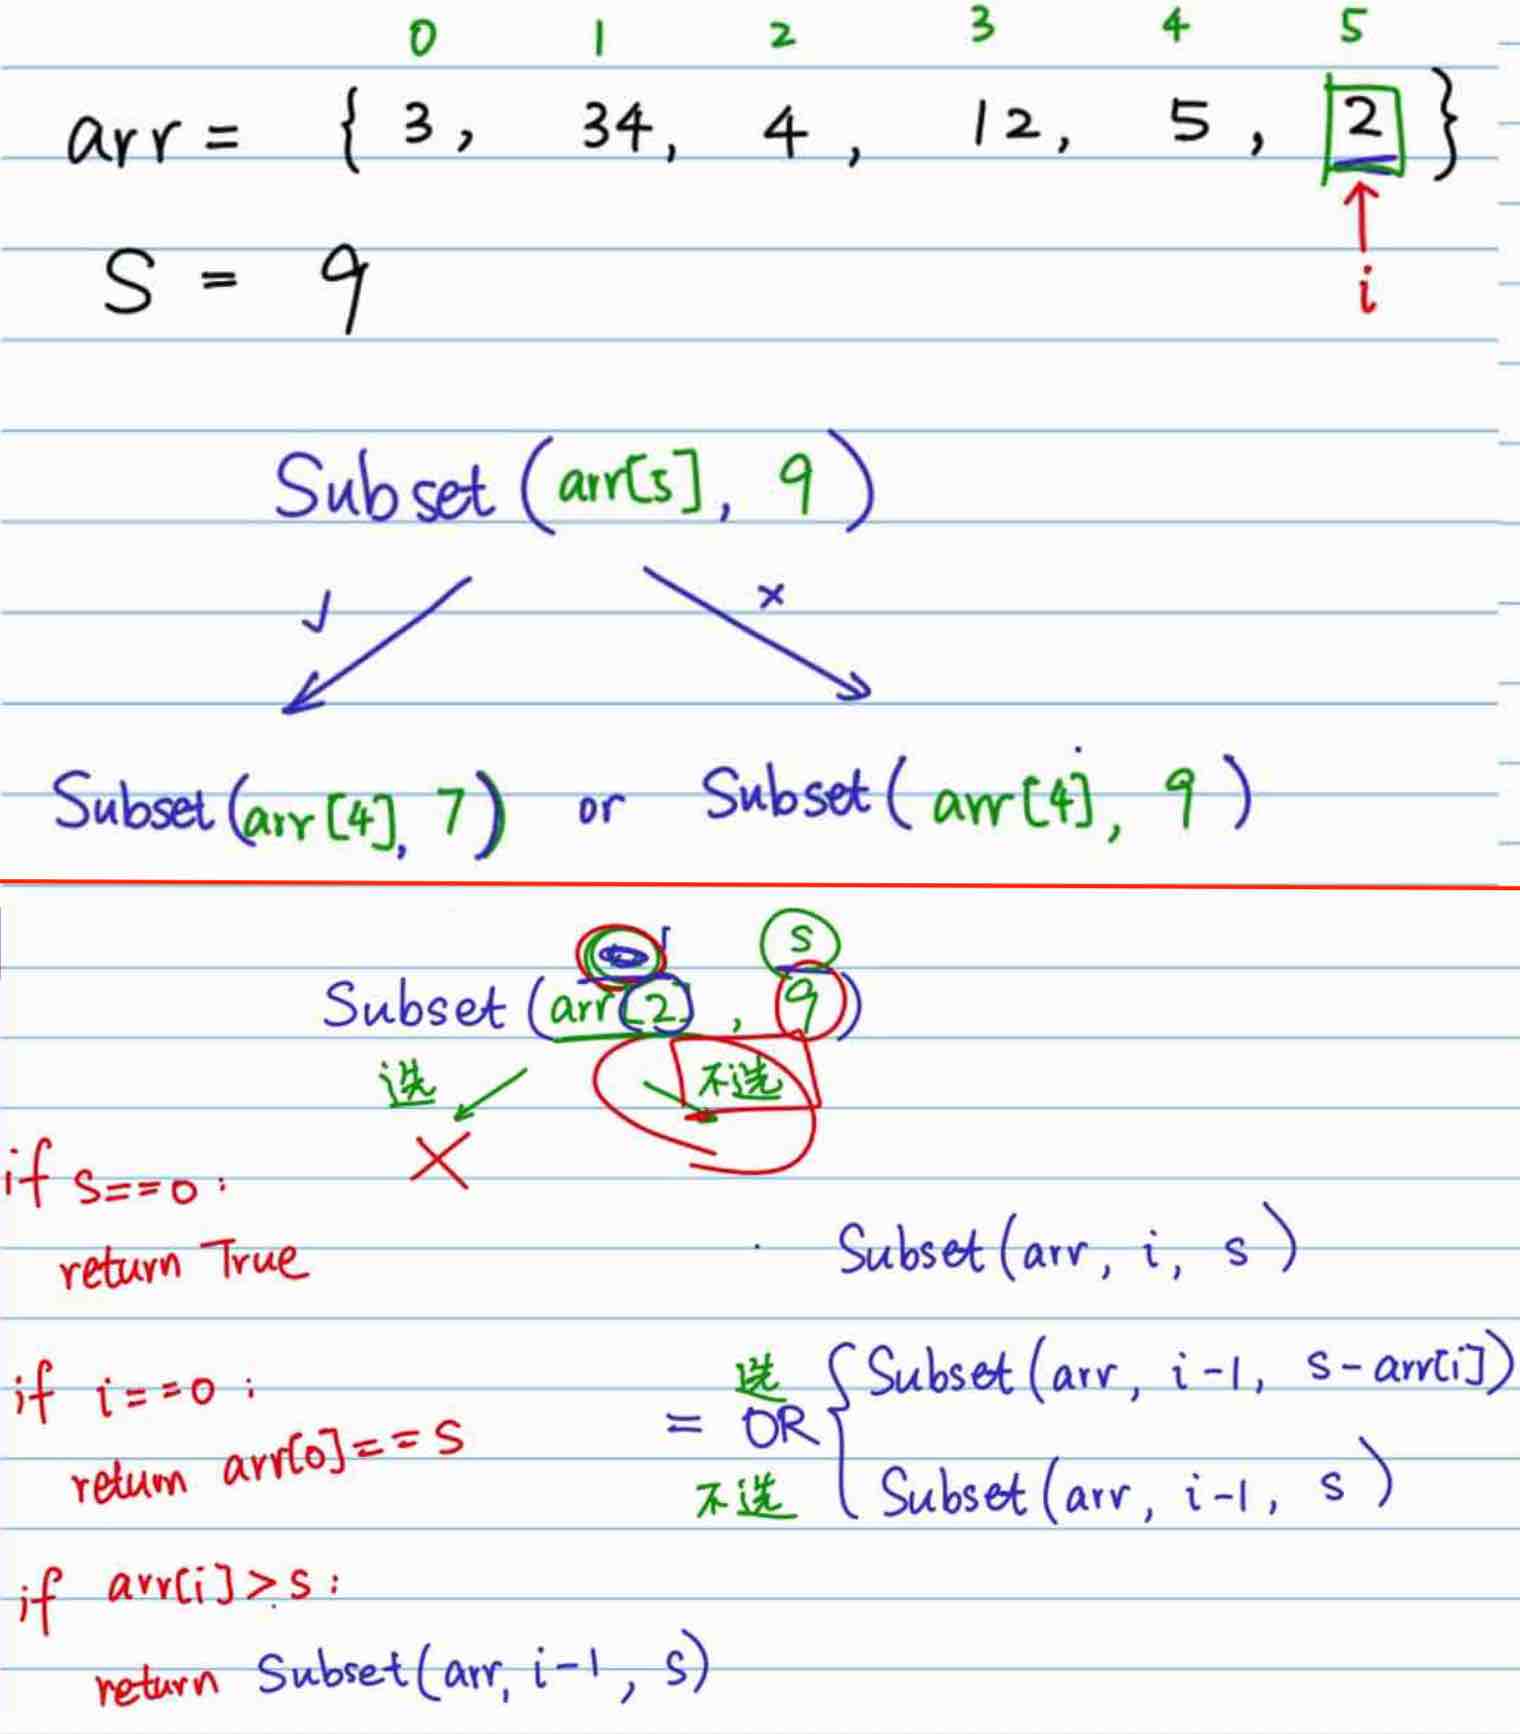 0 1 2 3 4 5
arr = { 3, 34, 4, 12, 5, 2 }
i
S = 9
Subset(arr[5], 9)
Subset(arr[4], 7) or Subset(arr[4], 9)
S
Subset(arr[2], 9)
选 不选
if s==0:
return True
if i==0:
return arr[0]==S
if arr[i]>s:
return Subset(arr, i-1, s)
Subset(arr, i, s)
选 Subset(arr, i-1, s-arr[i])
= OR
不选 Subset(arr, i-1, s)